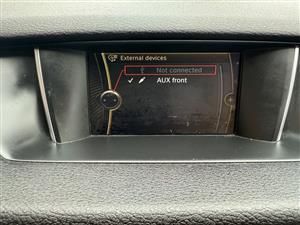 External devices
Not connected
AUX front